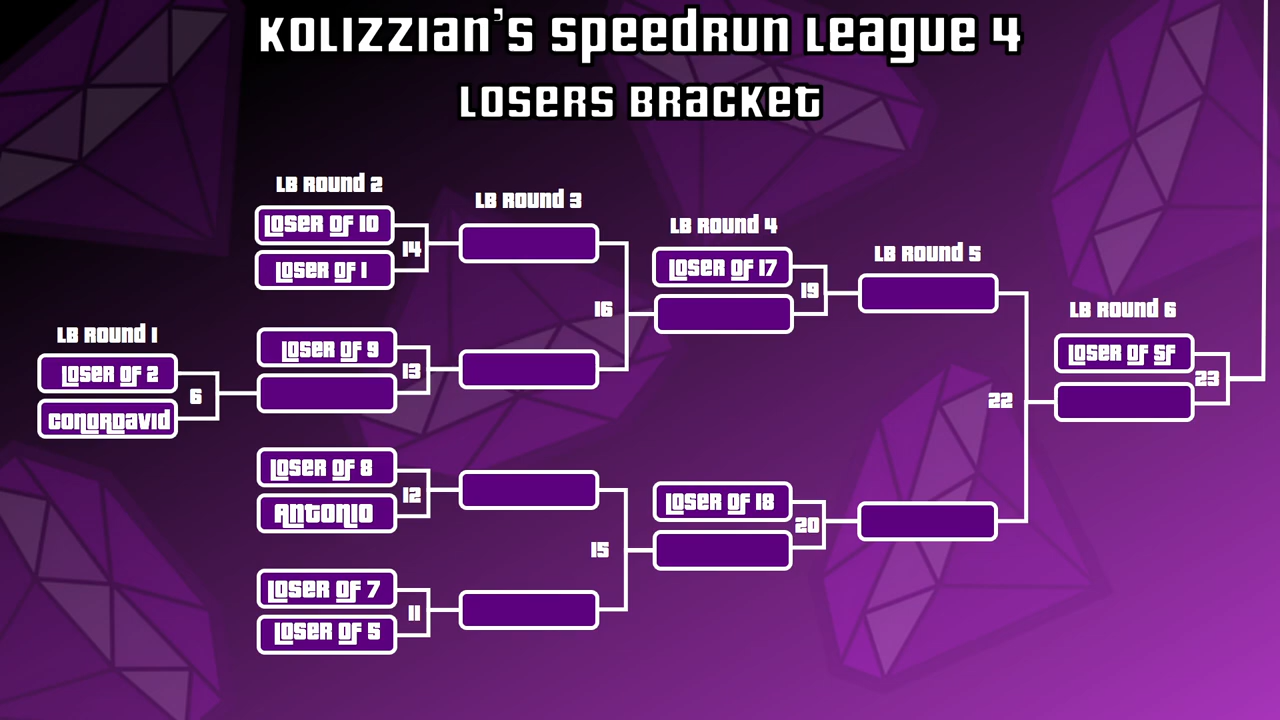 Kolizzian's Speedrun League 4
Losers Bracket
LB Round 1
Loser of 2
ConorDavid
6
LB Round 2
Loser of 10
Loser of 1
14
Loser of 9
13
Loser of 8
Antonio
12
Loser of 7
Loser of 5
11
LB Round 3
16
15
LB Round 4
Loser of 17
19
Loser of 18
20
LB Round 5
22
LB Round 6
Loser of SF
23